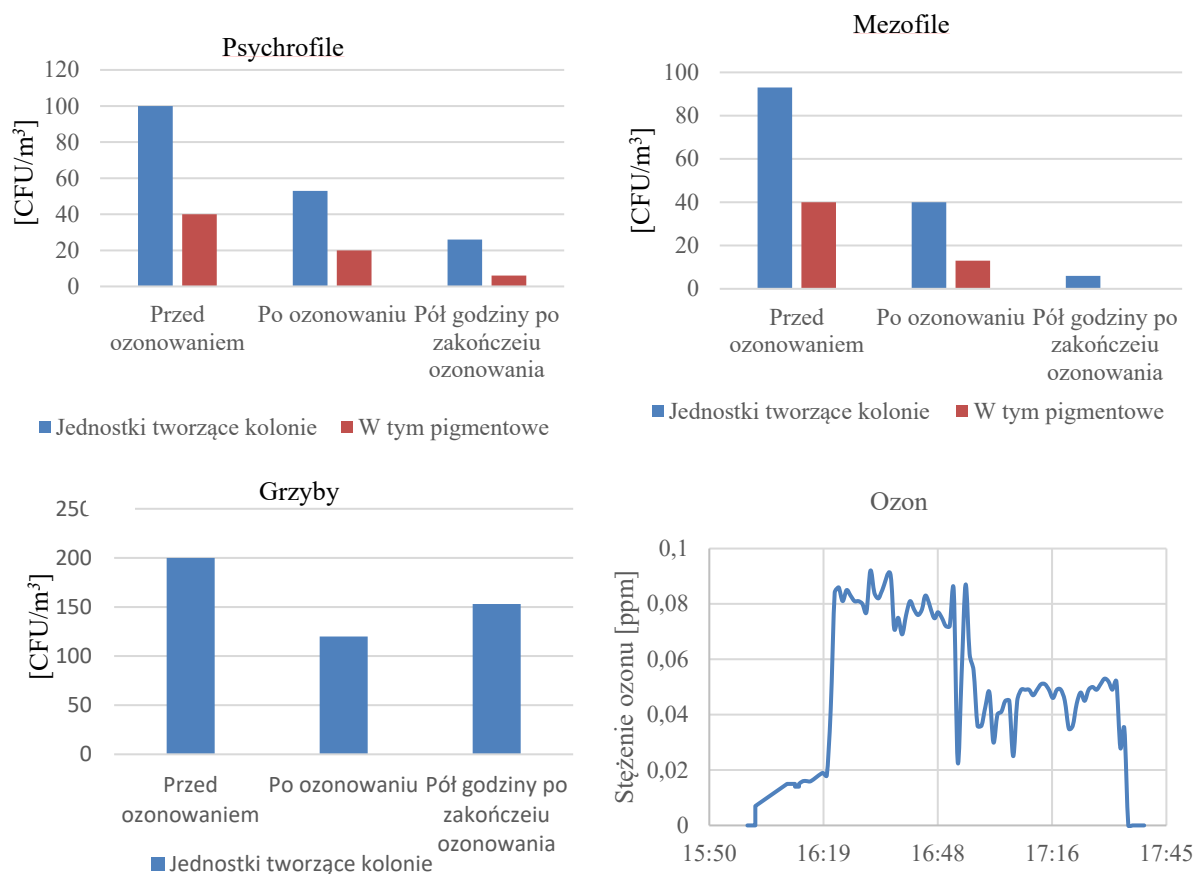 Psychrofile
[CFU/m³]
120
100
80
60
40
20
0
Przed
ozonowaniem
Po ozonowaniu
Pół godziny po
zakończeiu
ozonowania
Jednostki tworzące kolonie
W tym pigmentowe
Mezofile
[CFU/m³]
100
80
60
40
20
0
Przed
ozonowaniem
Po ozonowaniu
Pół godziny po
zakończeiu
ozonowania
Jednostki tworzące kolonie
W tym pigmentowe
Grzyby
[CFU/m³]
200
150
100
50
0
Przed
ozonowaniem
Po ozonowaniu
Pół godziny po
zakończeiu
ozonowania
Jednostki tworzące kolonie
Ozon
Stężenie ozonu [ppm]
0,1
0,08
0,06
0,04
0,02
0
15:50
16:19
16:48
17:16
17:45